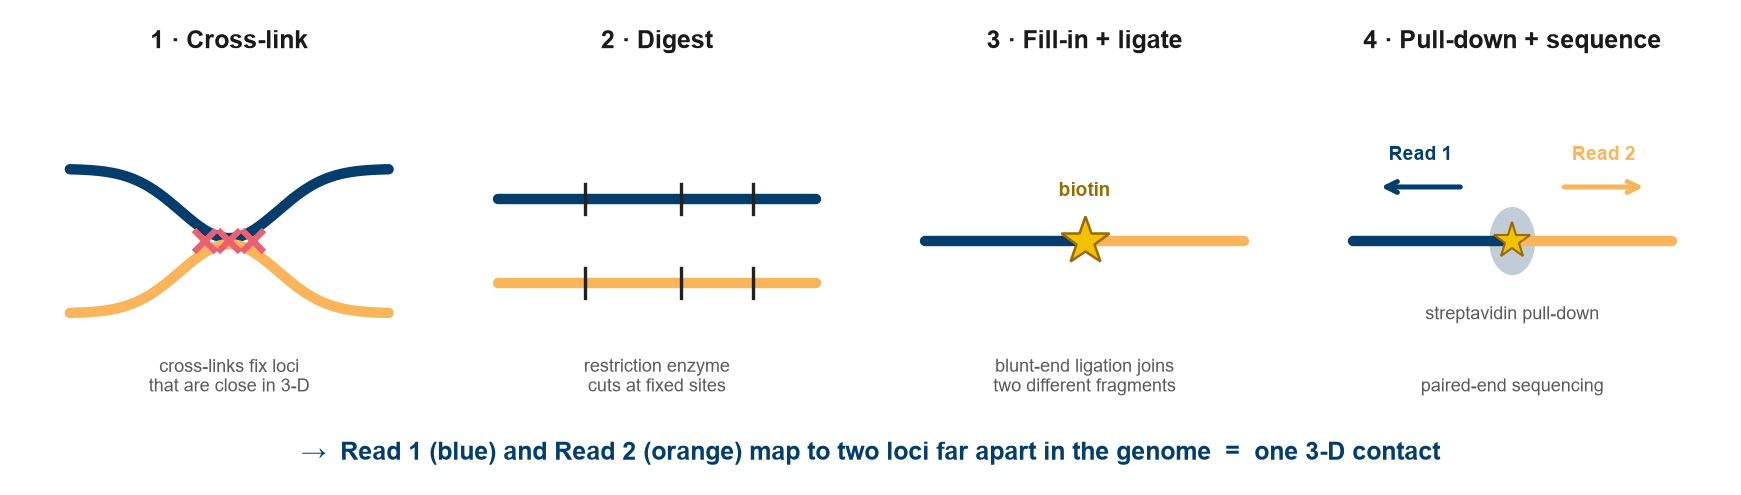 1 · Cross-link
2 · Digest
3 · Fill-in + ligate
4 · Pull-down + sequence
Read 1
Read 2
biotin
streptavidin pull-down
cross-links fix loci
that are close in 3-D
restriction enzyme
cuts at fixed sites
blunt-end ligation joins
two different fragments
paired-end sequencing
→ Read 1 (blue) and Read 2 (orange) map to two loci far apart in the genome = one 3-D contact